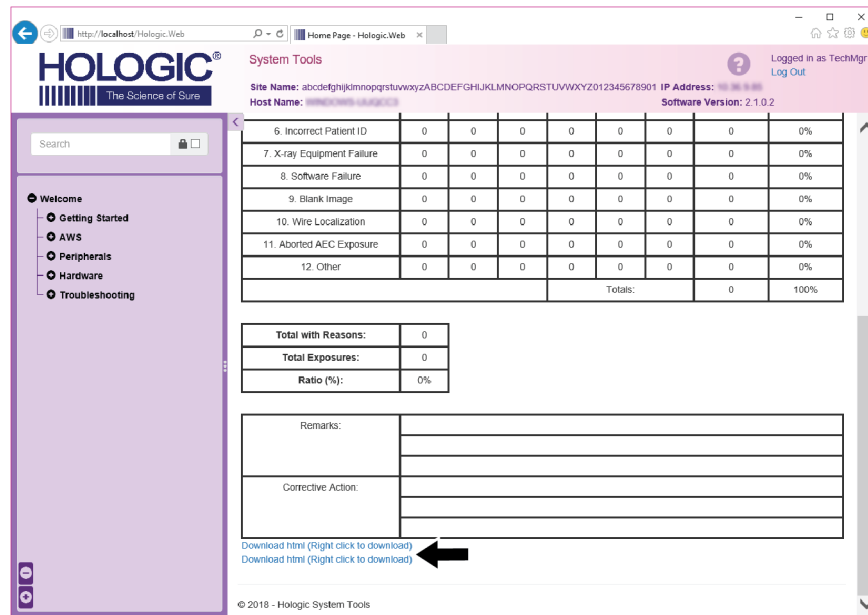 http://localhost/Hologic.Web
Home Page - Hologic.Web
HOLOGIC®
The Science of Sure
System Tools
Logged in as TechMgr
Log Out
Site Name: abcdefghijklmnopqrstuvwxyzABCDEFGHIJKLMNOPQRSTUVWXYZ012345678901 IP Address:
Host Name:
Software Version: 2.1.0.2
Search
Welcome
Getting Started
AWS
Peripherals
Hardware
Troubleshooting
6. Incorrect Patient ID 0 0 0 0 0 0 0 0%
7. X-ray Equipment Failure 0 0 0 0 0 0 0 0%
8. Software Failure 0 0 0 0 0 0 0 0%
9. Blank Image 0 0 0 0 0 0 0 0%
10. Wire Localization 0 0 0 0 0 0 0 0%
11. Aborted AEC Exposure 0 0 0 0 0 0 0 0%
12. Other 0 0 0 0 0 0 0 0%
Totals: 0 100%
Total with Reasons: 0
Total Exposures: 0
Ratio (%): 0%
Remarks:
Corrective Action:
Download html (Right click to download)
Download html (Right click to download)
© 2018 - Hologic System Tools